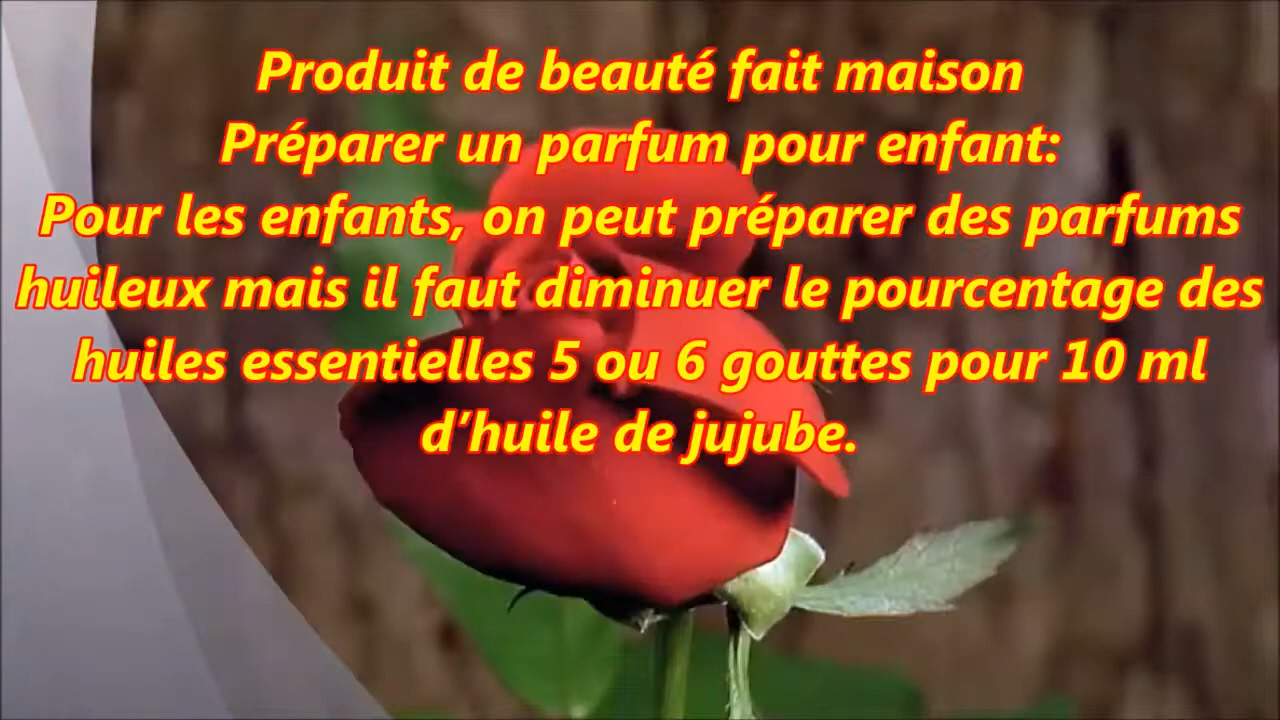 Produit de beauté fait maison
Préparer un parfum pour enfant:
Pour les enfants, on peut préparer des parfums
huileux mais il faut diminuer le pourcentage des
huiles essentielles 5 ou 6 gouttes pour 10 ml
d’huile de jujube.